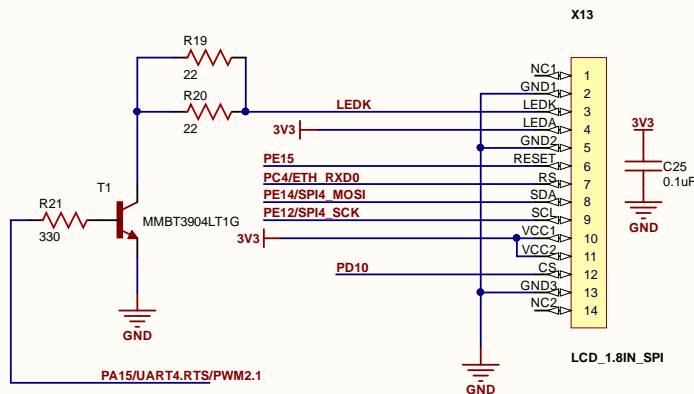 X13
R19
22
R20
22
LEDK
3V3
NC1
1
GND1
2
LEDK
3
LEDA
4
GND2
5
PE15
RESET
6
PC4/ETH_RXD0
RS
7
PE14/SPI4_MOSI
SDA
8
PE12/SPI4_SCK
SCL
9
3V3
VCC1
10
VCC2
11
PD10
CS
12
GND3
13
NC2
14
3V3
C25
0.1uF
GND
T1
R21
330
MMBT3904LT1G
GND
GND
LCD_1.8IN_SPI
PA15/UART4.RTS/PWM2.1